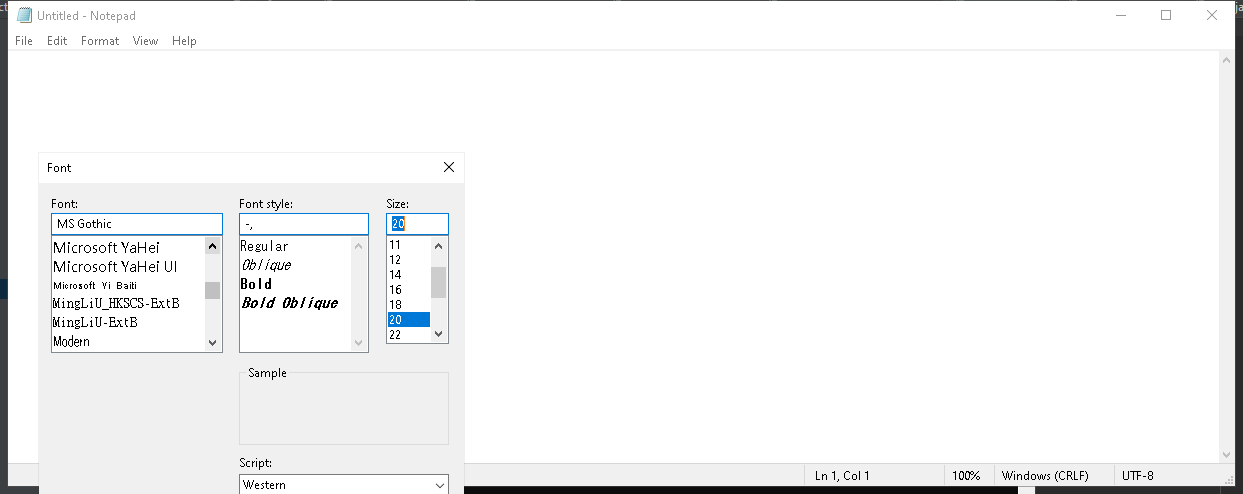 Untitled - Notepad
File Edit Format View Help
Font
Font: Font style: Size:
MS Gothic -, 20
Microsoft YaHei Regular 11
Microsoft YaHei UI Oblique 12
Microsoft Yi Baiti Bold 14
MingLiU_HKSCS-ExtB Bold Oblique 16
MingLiU-ExtB 18
Modern 20
22
Sample
Script:
Western
Ln 1, Col 1 100% Windows (CRLF) UTF-8